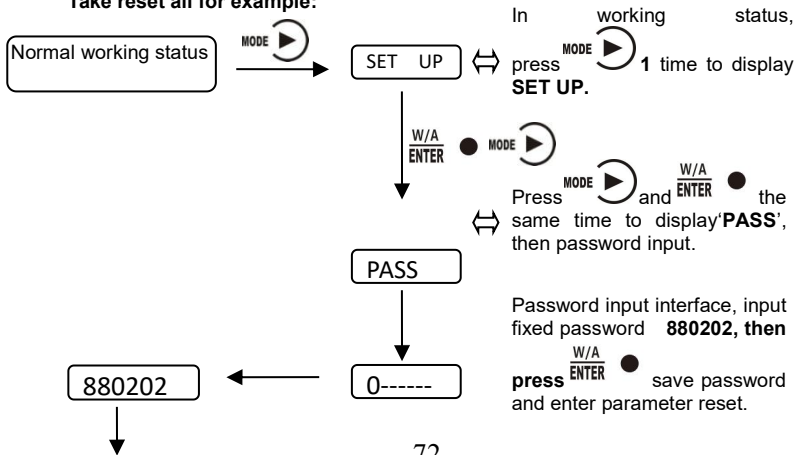 Take reset all for example:
Normal working status
MODE
SET UP
In working status,
press MODE 1 time to display
SET UP.
W/A
ENTER MODE
Press MODE and W/A ENTER the
same time to display‘PASS’,
then password input.
PASS
Password input interface, input
fixed password 880202, then
press W/A ENTER save password
and enter parameter reset.
0------
880202
72